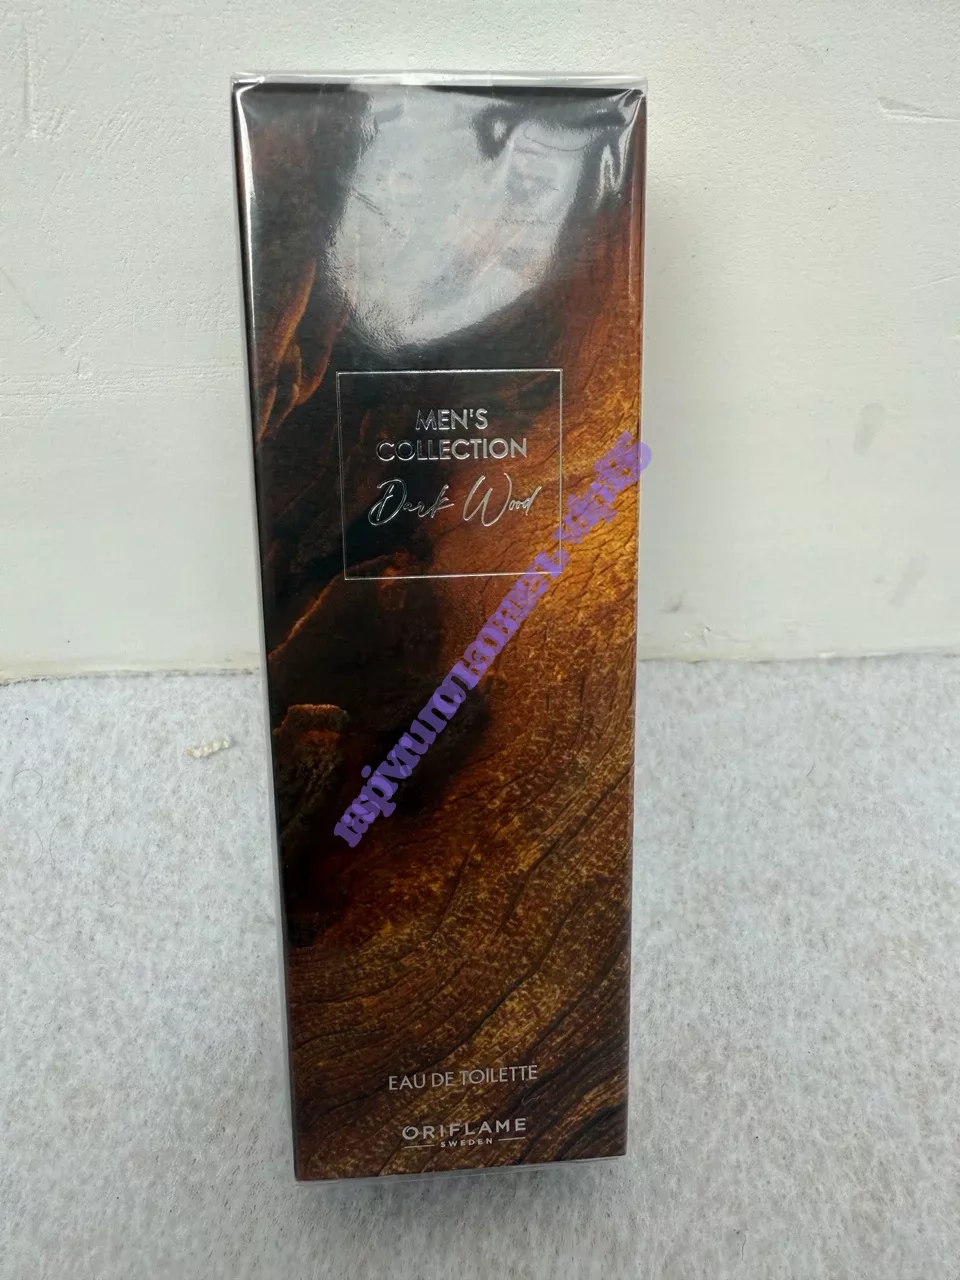 MEN'S
COLLECTION
Dark Wood
EAU DE TOILETTE
ORIFLAME
SWEDEN